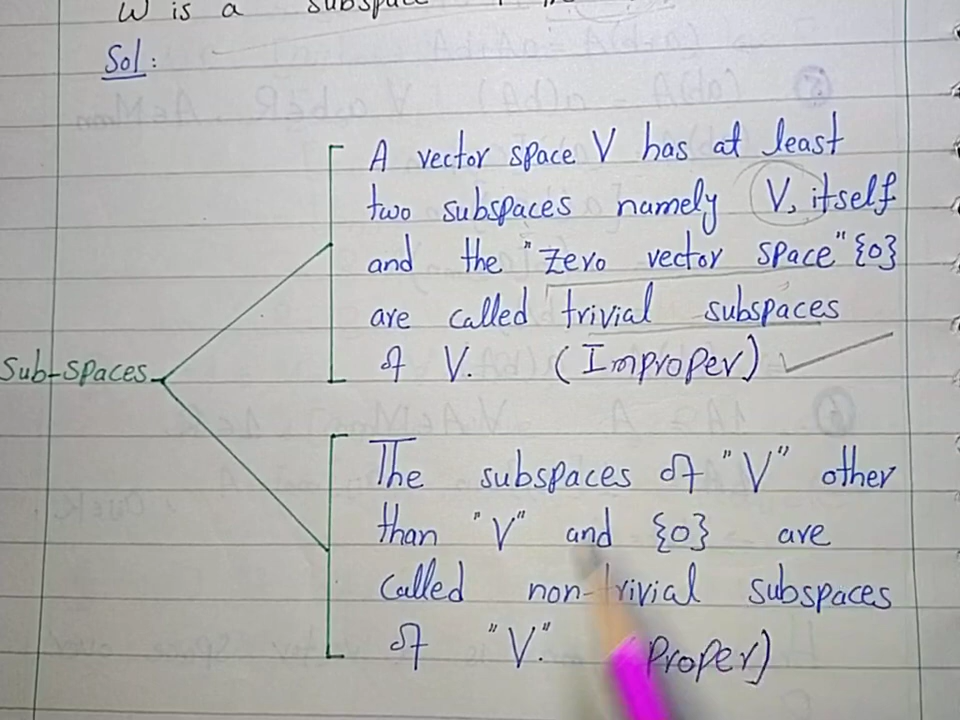 W is a subspace
Sol:
A vector space V has at least
two subspaces namely V, itself
and the "zero vector space" {0}
are called trivial subspaces
of V. (Improper)
Sub-spaces
The subspaces of "V" other
than "V" and {0} are
called non-trivial subspaces
of "V". (Proper)